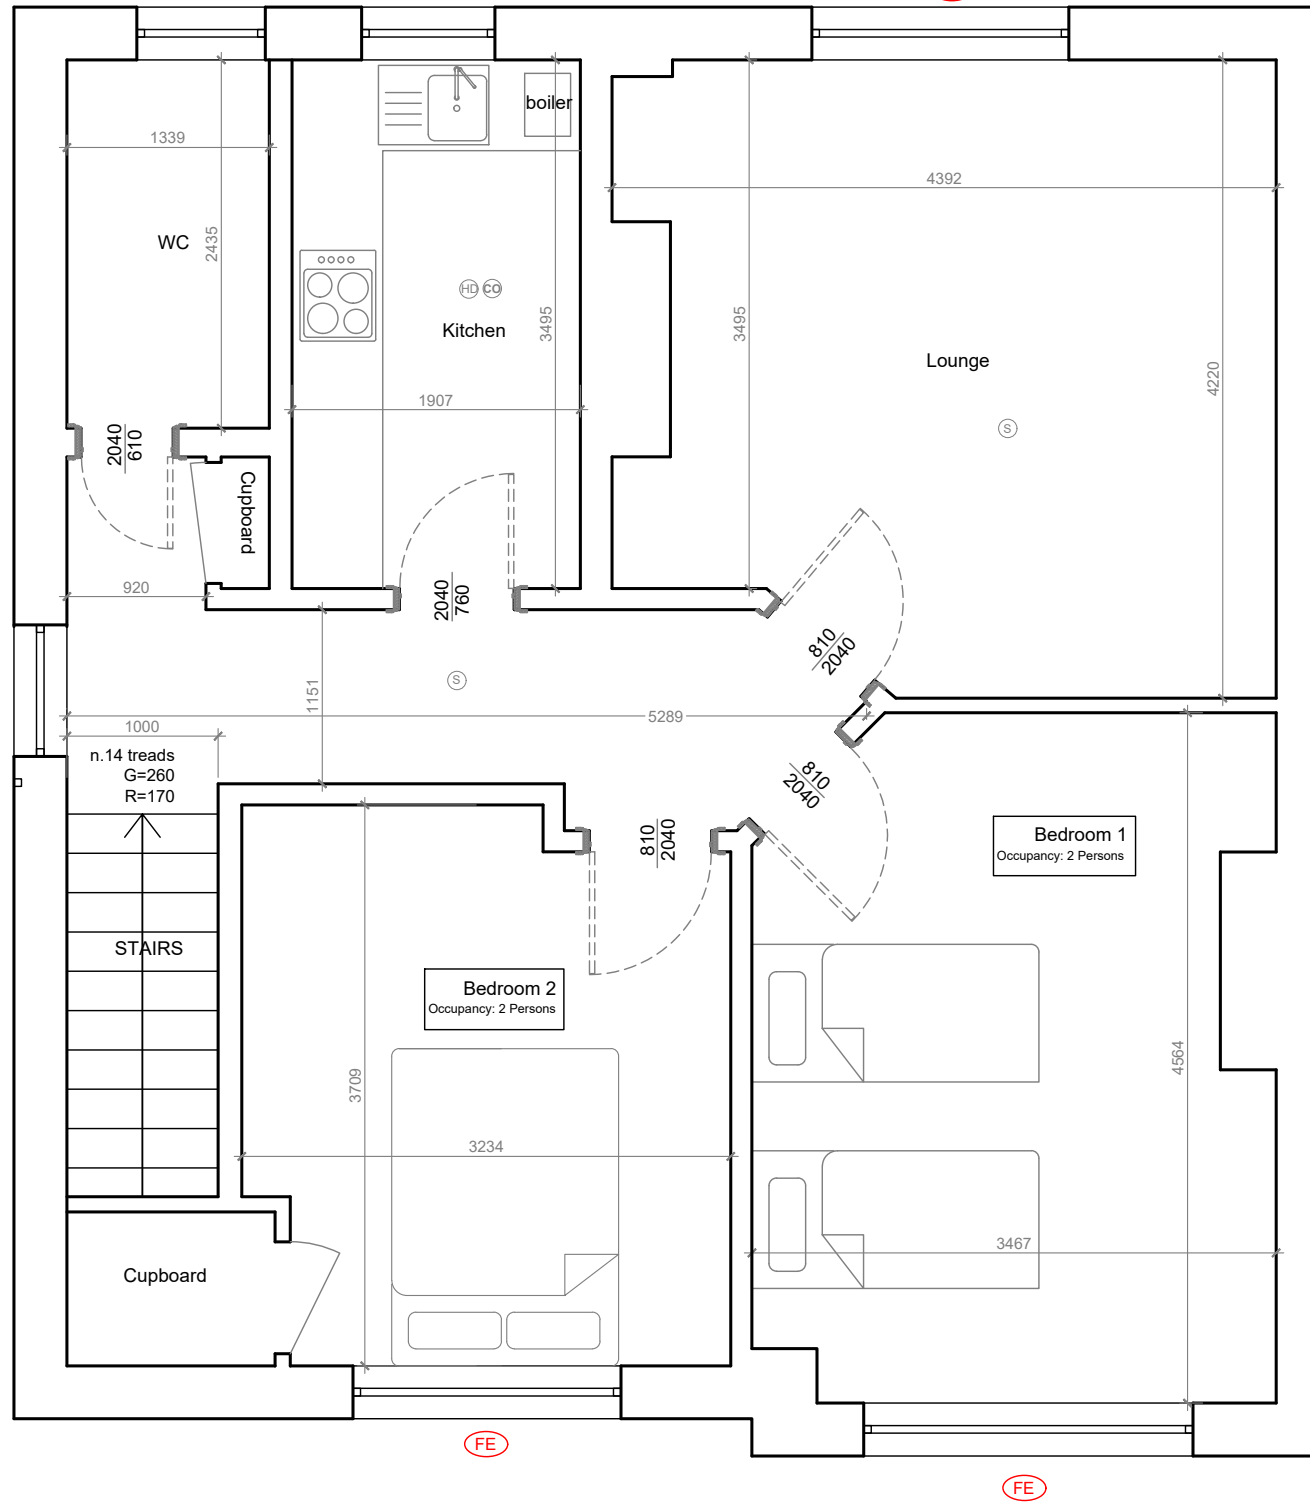 boiler
1339
4392
WC
2435
HD CO
Kitchen
3495
3495
Lounge
4220
1907
S
2040
610
Cupboard
920
2040
760
810
2040
S
1151
5289
1000
n.14 treads
G=260
R=170
810
2040
810
2040
Bedroom 1
Occupancy: 2 Persons
STAIRS
Bedroom 2
Occupancy: 2 Persons
3709
4564
3234
3467
Cupboard
FE
FE